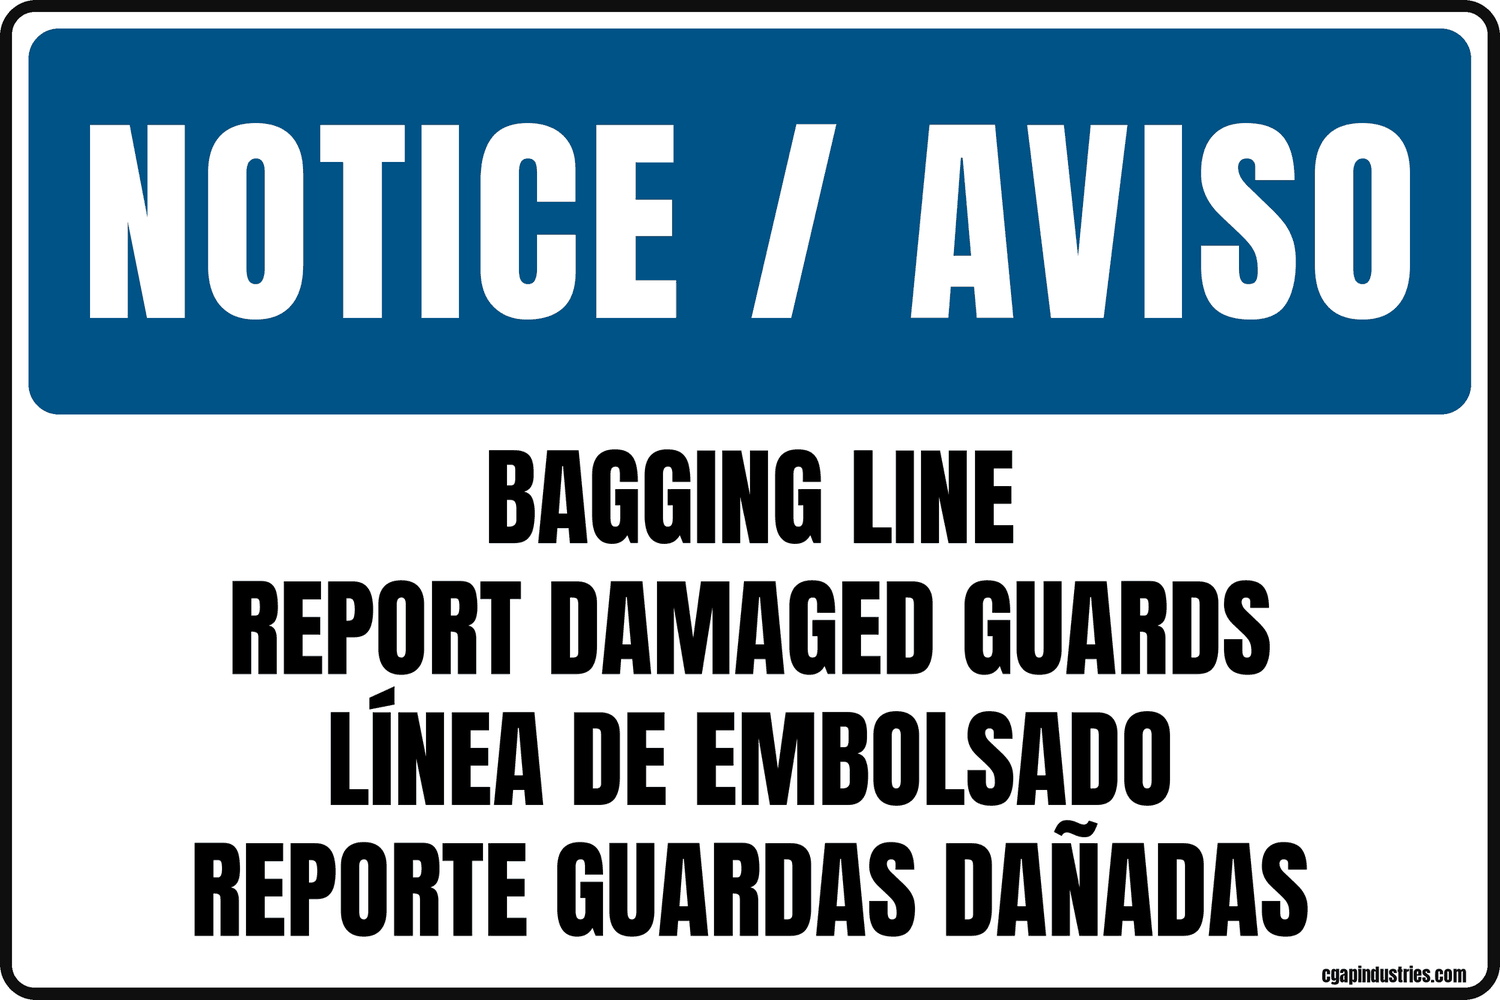 NOTICE / AVISO
BAGGING LINE
REPORT DAMAGED GUARDS
LÍNEA DE EMBOLSADO
REPORTE GUARDAS DAÑADAS
cgapindustries.com